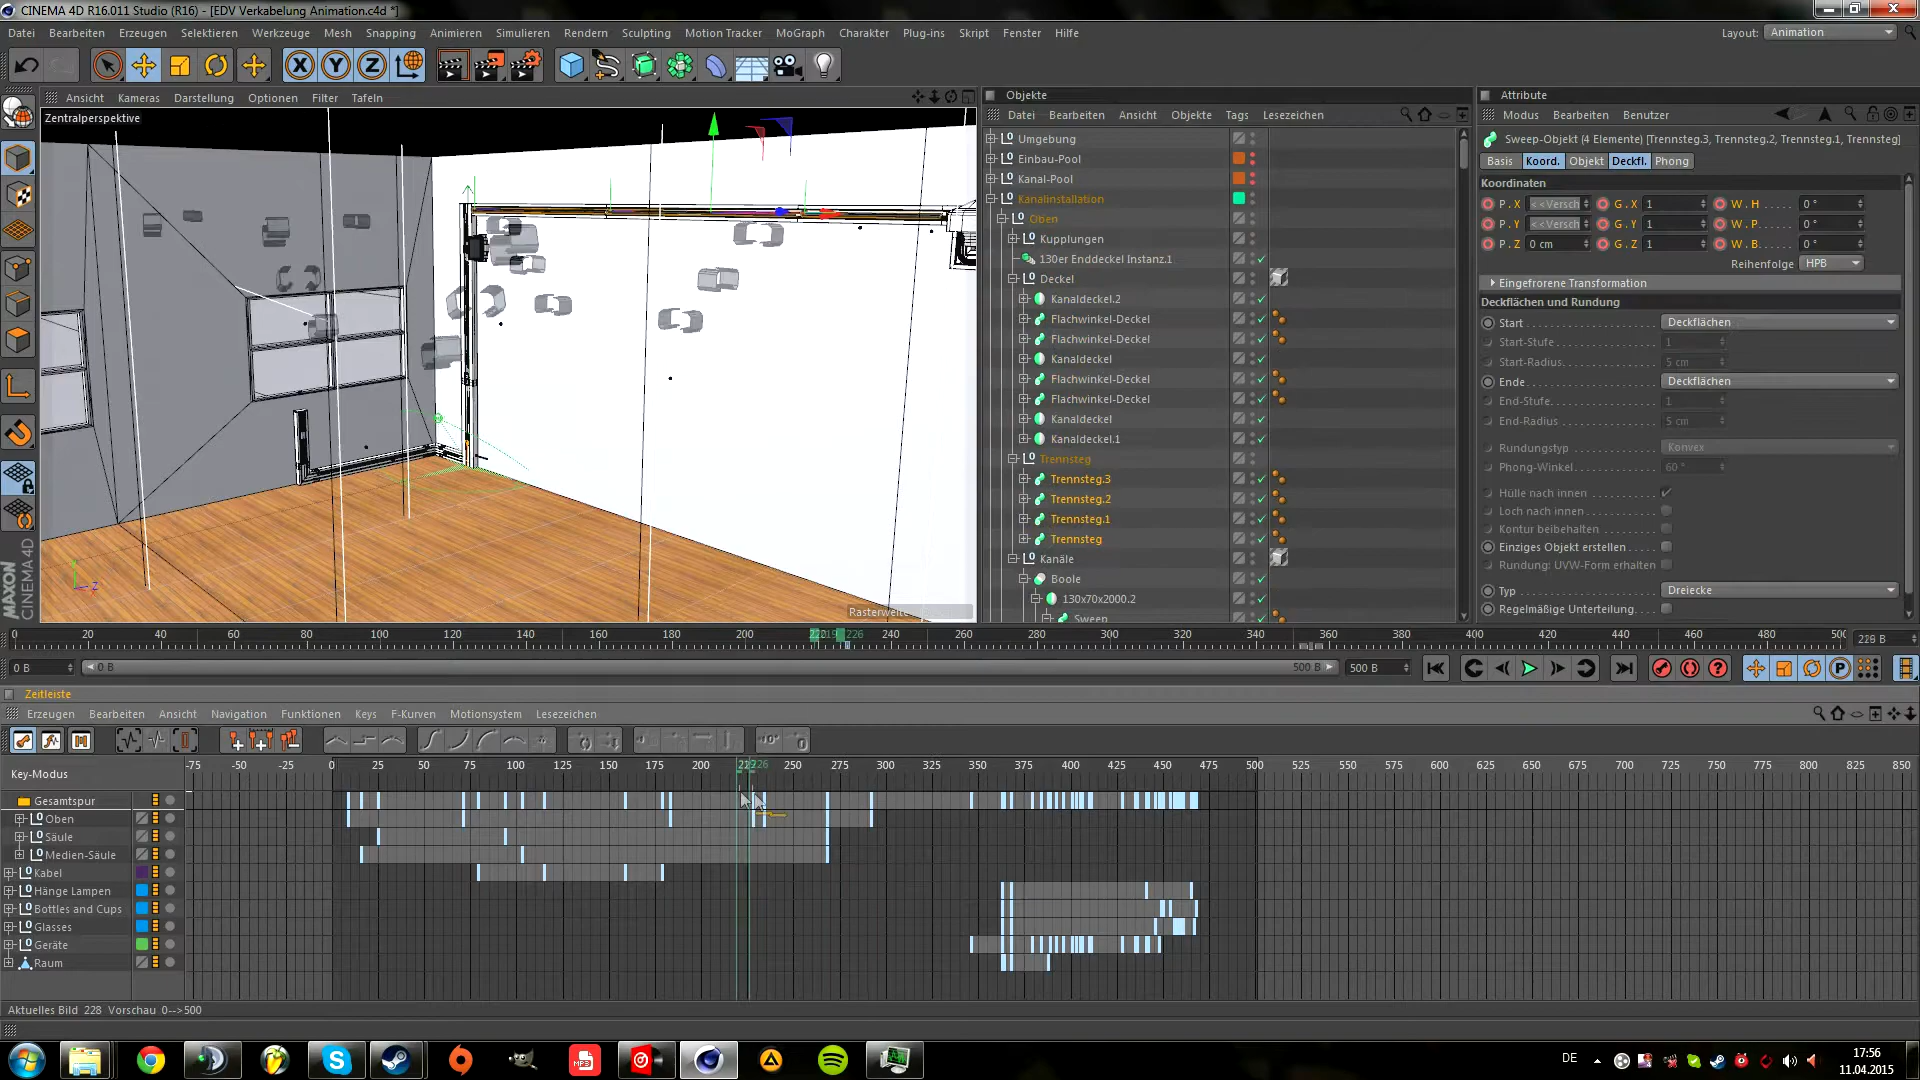 CINEMA 4D R16.011 Studio (R16) - [EDV Verkabelung Animation.c4d *]
Datei Bearbeiten Erzeugen Selektieren Werkzeuge Mesh Snapping Animieren Simulieren Rendern Sculpting Motion Tracker MoGraph Charakter Plug-ins Skript Fenster Hilfe Layout: Animation
X Y Z
Ansicht Kameras Darstellung Optionen Filter Tafeln
Zentralperspektive
Rasterweite
MAXON CINEMA 4D
Objekte
Datei Bearbeiten Ansicht Objekte Tags Lesezeichen
Umgebung
Einbau-Pool
Kanal-Pool
Kanalinstallation
Oben
Kupplungen
130er Enddeckel Instanz.1
Deckel
Kanaldeckel.2
Flachwinkel-Deckel
Flachwinkel-Deckel
Kanaldeckel
Flachwinkel-Deckel
Flachwinkel-Deckel
Kanaldeckel
Kanaldeckel.1
Trennsteg
Trennsteg.3
Trennsteg.2
Trennsteg.1
Trennsteg
Kanäle
Boole
130x70x2000.2
Sweep
Attribute
Modus Bearbeiten Benutzer
Sweep-Objekt (4 Elemente) [Trennsteg.3, Trennsteg.2, Trennsteg.1, Trennsteg]
Basis Koord. Objekt Deckfl. Phong
Koordinaten
P . X <<Versch G . X 1 W . H 0 °
P . Y <<Versch G . Y 1 W . P 0 °
P . Z 0 cm G . Z 1 W . B 0 °
Reihenfolge HPB
Eingefrorene Transformation
Deckflächen und Rundung
Start Deckflächen
Start-Stufe 1
Start-Radius 5 cm
Ende Deckflächen
End-Stufe 1
End-Radius 5 cm
Rundungstyp Konvex
Phong-Winkel 60 °
Hülle nach innen
Loch nach innen
Kontur beibehalten
Einziges Objekt erstellen
Rundung: UVW-Form erhalten
Typ Dreiecke
Regelmäßige Unterteilung
0 20 40 60 80 100 120 140 160 180 200 226 240 260 280 300 320 340 360 380 400 420 440 460 480 500 226 B
0 B 0 B 500 B 500 B
Zeitleiste
Erzeugen Bearbeiten Ansicht Navigation Funktionen Keys F-Kurven Motionsystem Lesezeichen
Key-Modus
-75 -50 -25 0 25 50 75 100 125 150 175 200 226 250 275 300 325 350 375 400 425 450 475 500 525 550 575 600 625 650 675 700 725 750 775 800 825 850
Gesamtspur
Oben
Säule
Medien-Säule
Kabel
Hänge Lampen
Bottles and Cups
Glasses
Geräte
Raum
Aktuelles Bild 228 Vorschau 0-->500
MP3
DE
17:56
11.04.2015